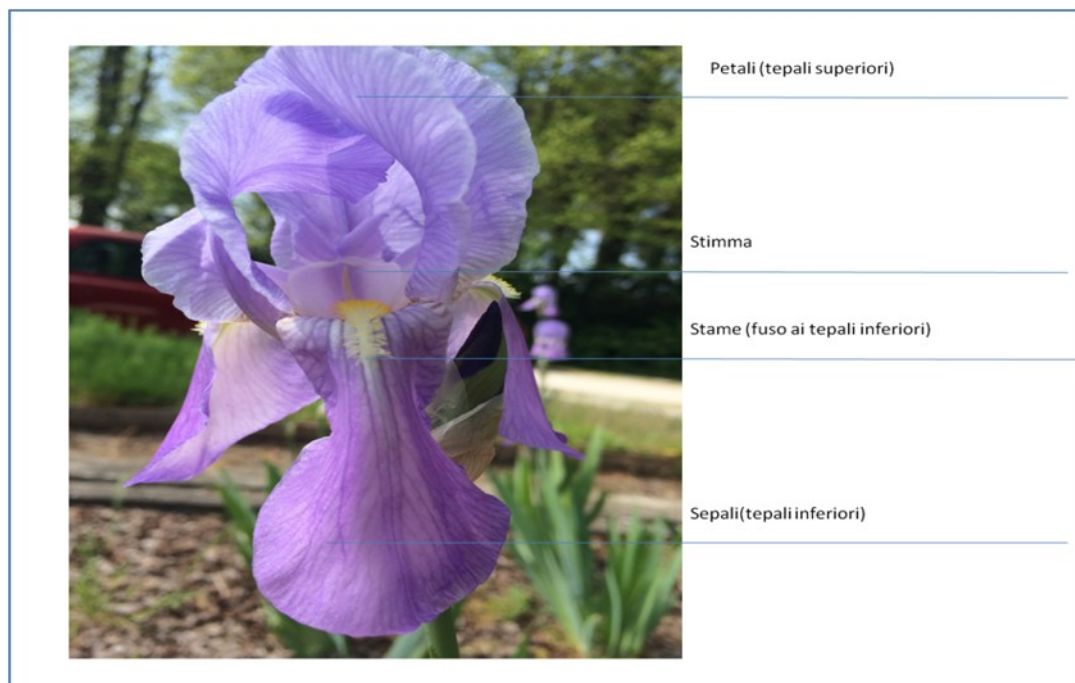 Petali (tepali superiori)
Stimma
Stame (fuso ai tepali inferiori)
Sepali(tepali inferiori)